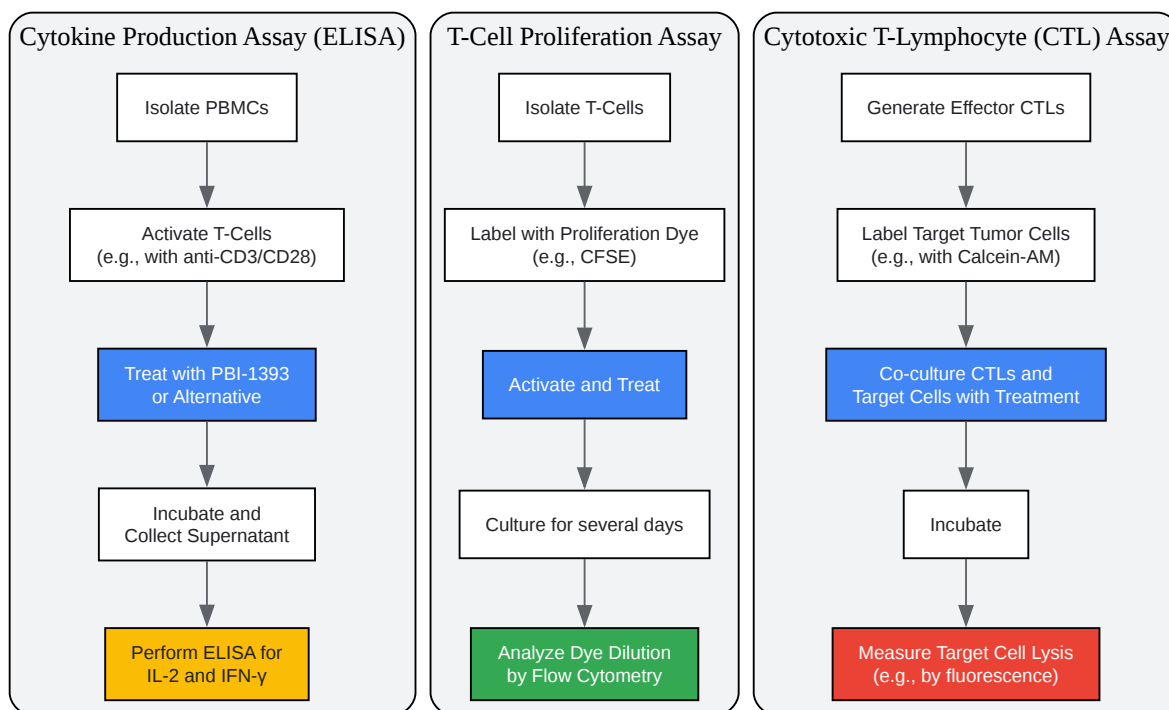 Cytokine Production Assay (ELISA)
Isolate PBMCs
Activate T-Cells
(e.g., with anti-CD3/CD28)
Treat with PBI-1393
or Alternative
Incubate and
Collect Supernatant
Perform ELISA for
IL-2 and IFN-γ
T-Cell Proliferation Assay
Isolate T-Cells
Label with Proliferation Dye
(e.g., CFSE)
Activate and Treat
Culture for several days
Analyze Dye Dilution
by Flow Cytometry
Cytotoxic T-Lymphocyte (CTL) Assay
Generate Effector CTLs
Label Target Tumor Cells
(e.g., with Calcein-AM)
Co-culture CTLs and
Target Cells with Treatment
Incubate
Measure Target Cell Lysis
(e.g., by fluorescence)